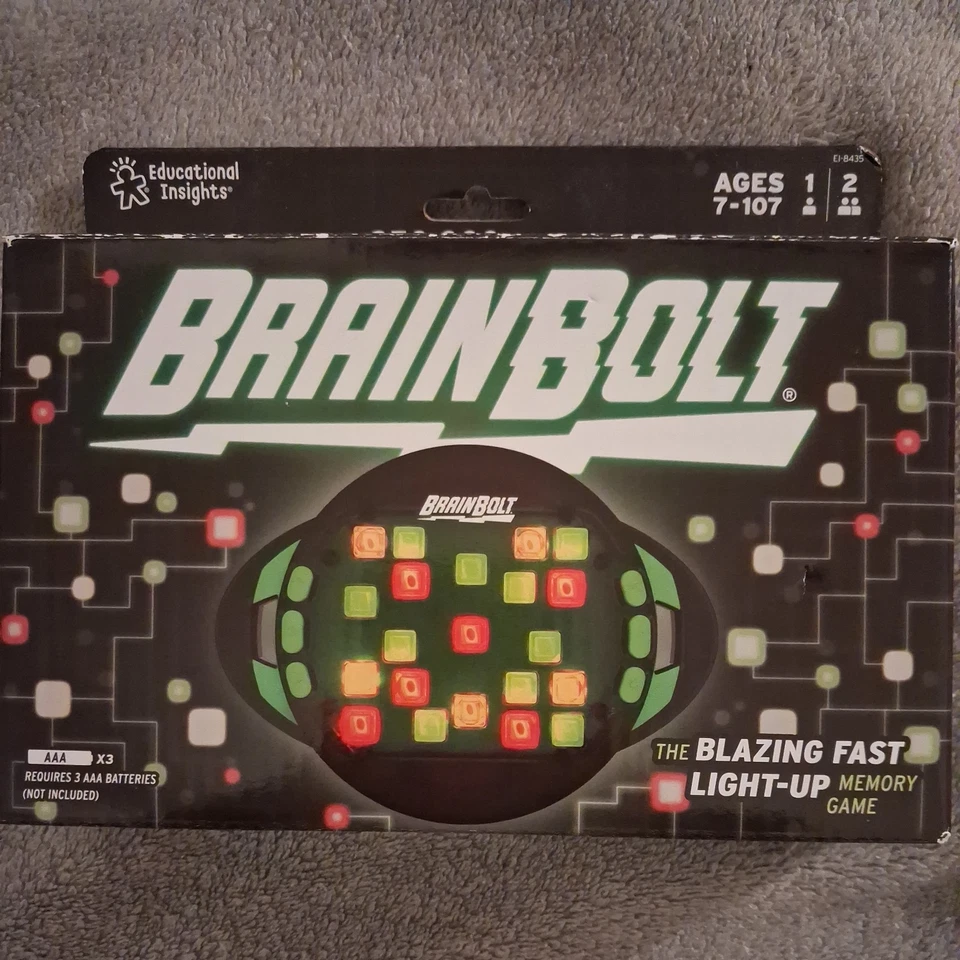 Educational
Insights®
EI-8435
AGES 1 2
7-107
BRAINBOLT®
BRAINBOLT
AAA X3
REQUIRES 3 AAA BATTERIES
(NOT INCLUDED)
THE BLAZING FAST
LIGHT-UP MEMORY
GAME